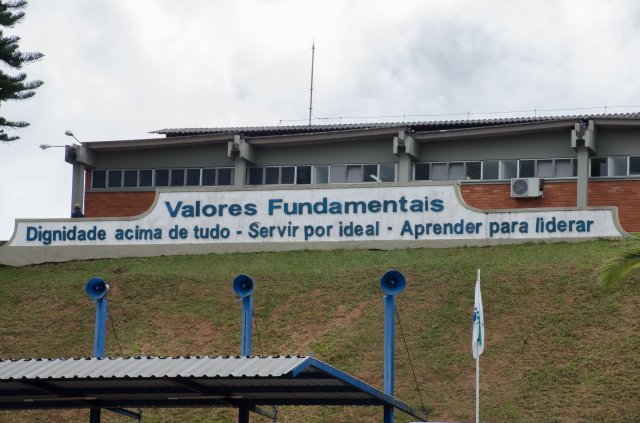 Valores Fundamentais
Dignidade acima de tudo - Servir por ideal - Aprender para liderar